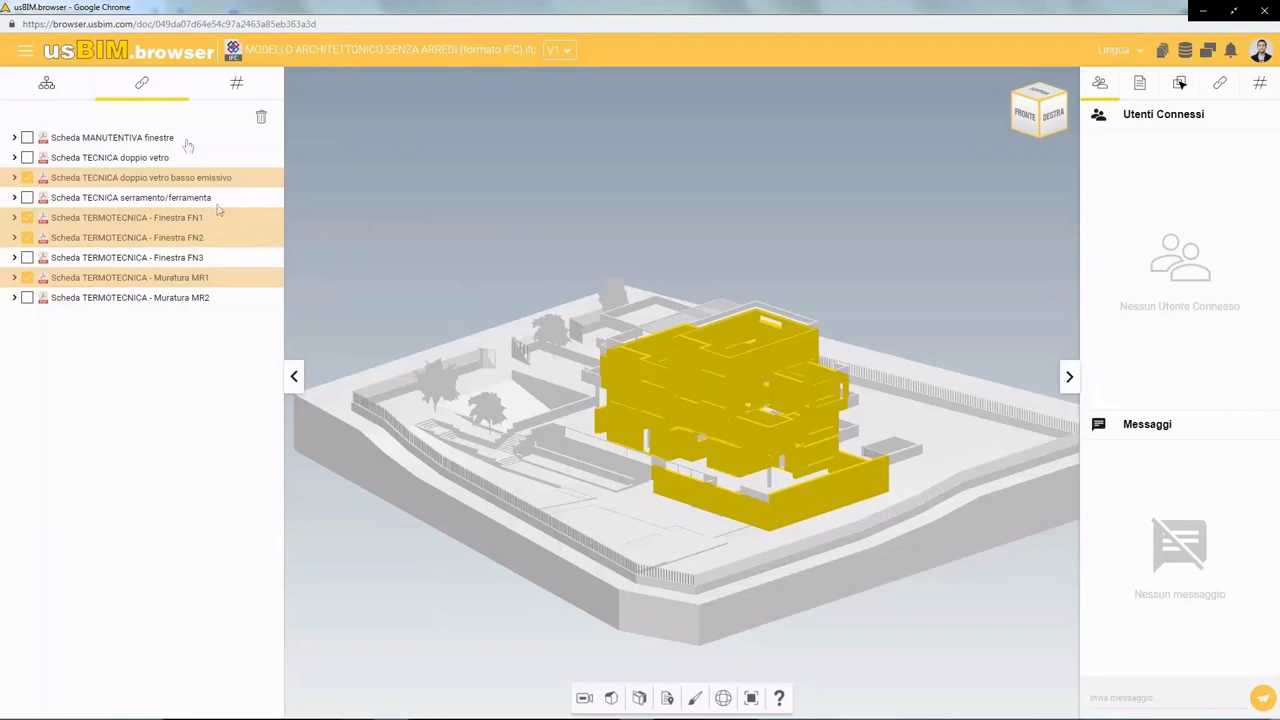 usBIM.browser - Google Chrome
https://browser.usbim.com/doc/049da07d64e54c97a2463a85eb363a3d
usBIM.browser
IFC
MODELLO ARCHITETTONICO SENZA ARREDI (formato IFC).ifc
V1
Lingua
Scheda MANUTENTIVA finestre
Scheda TECNICA doppio vetro
Scheda TECNICA doppio vetro basso emissivo
Scheda TECNICA serramento/ferramenta
Scheda TERMOTECNICA - Finestra FN1
Scheda TERMOTECNICA - Finestra FN2
Scheda TERMOTECNICA - Finestra FN3
Scheda TERMOTECNICA - Muratura MR1
Scheda TERMOTECNICA - Muratura MR2
FRONTE
DESTRA
Utenti Connessi
Nessun Utente Connesso
Messaggi
Nessun messaggio
Invia messaggio...